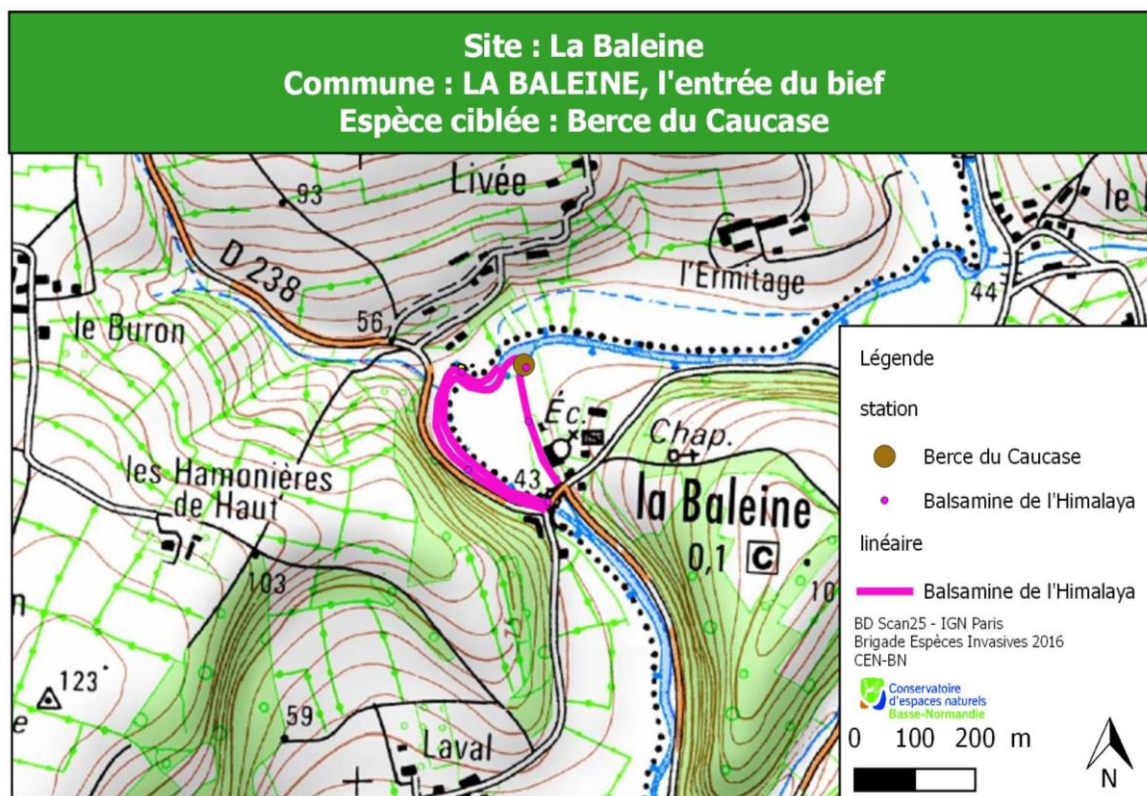 Site : La Baleine
Commune : LA BALEINE, l'entrée du bief
Espèce ciblée : Berce du Caucase
Livée
93
D 238
l'Ermitage
le
44
le Buron
56
Éc.
Chap.
43
les Hamonières
de Haut
la Baleine
0,1 C
103
10
75
123
e
59
Laval
Légende
station
Berce du Caucase
Balsamine de l'Himalaya
linéaire
Balsamine de l'Himalaya
BD Scan25 - IGN Paris
Brigade Espèces Invasives 2016
CEN-BN
Conservatoire
d'espaces naturels
Basse-Normandie
0 100 200 m
N